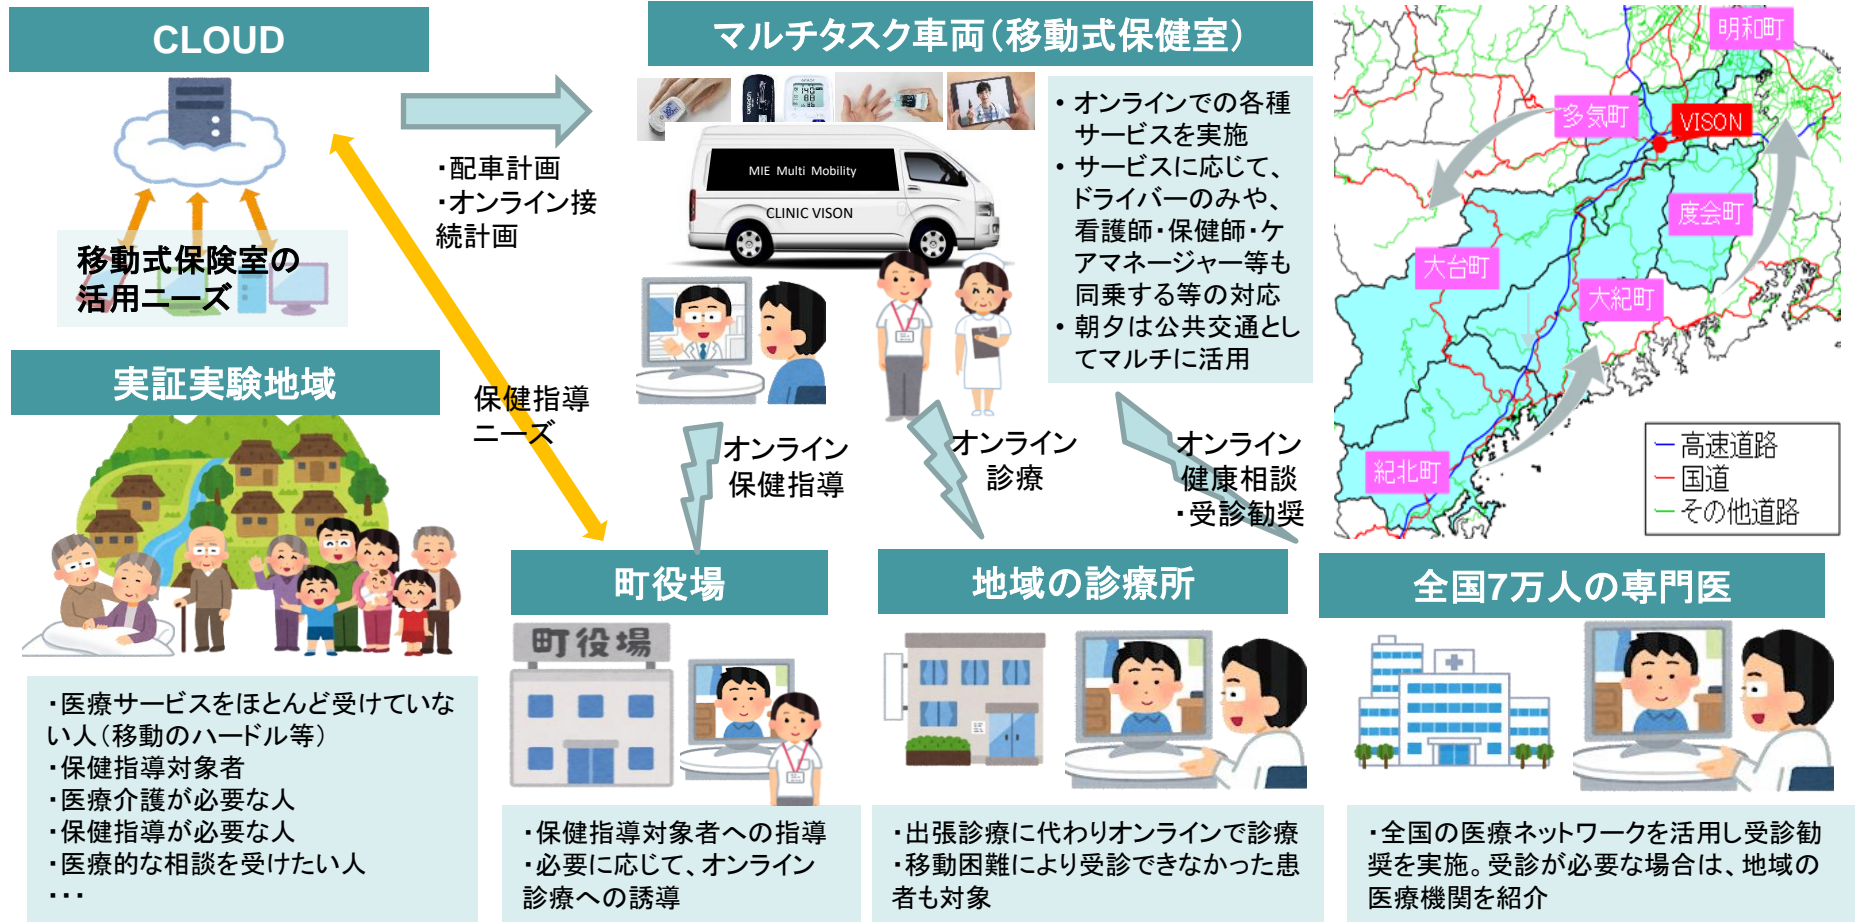 CLOUD
・配車計画
・オンライン接
続計画
移動式保険室の
活用ニーズ
保健指導
ニーズ
実証実験地域
・医療サービスをほとんど受けていな
い人（移動のハードル等）
・保健指導対象者
・医療介護が必要な人
・保健指導が必要な人
・医療的な相談を受けたい人
・・・
マルチタスク車両（移動式保健室）
MIE Multi Mobility
CLINIC VISON
• オンラインでの各種
サービスを実施
• サービスに応じて、
ドライバーのみや、
看護師・保健師・ケ
アマネージャー等も
同乗する等の対応
• 朝夕は公共交通とし
てマルチに活用
オンライン
保健指導
オンライン
診療
オンライン
健康相談
・受診勧奨
町役場
町役場
・保健指導対象者への指導
・必要に応じて、オンライン
診療への誘導
地域の診療所
・出張診療に代わりオンラインで診療
・移動困難により受診できなかった患
者も対象
全国7万人の専門医
・全国の医療ネットワークを活用し受診勧
奨を実施。受診が必要な場合は、地域の
医療機関を紹介
明和町
多気町
VISON
度会町
大台町
大紀町
紀北町
高速道路
国道
その他道路